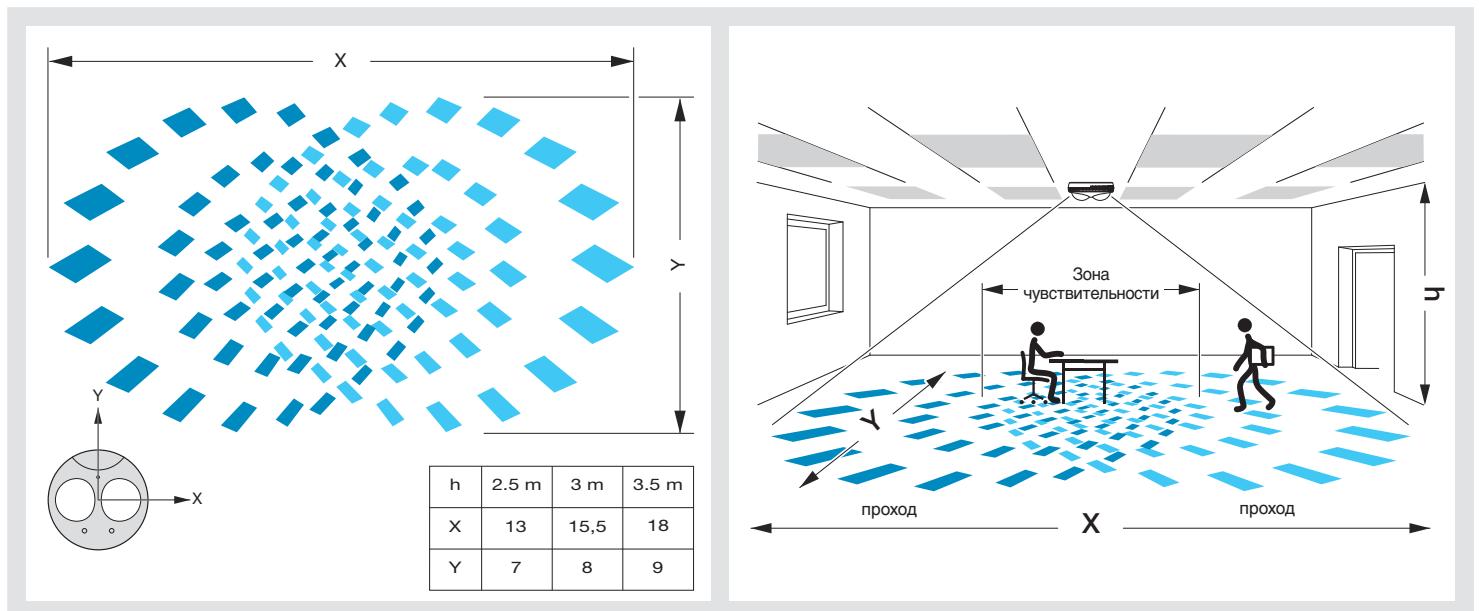 X
Y
Y
X
h 2.5 m 3 m 3.5 m
X 13 15,5 18
Y 7 8 9
Зона
чувствительности
h
Y
проход
X
проход